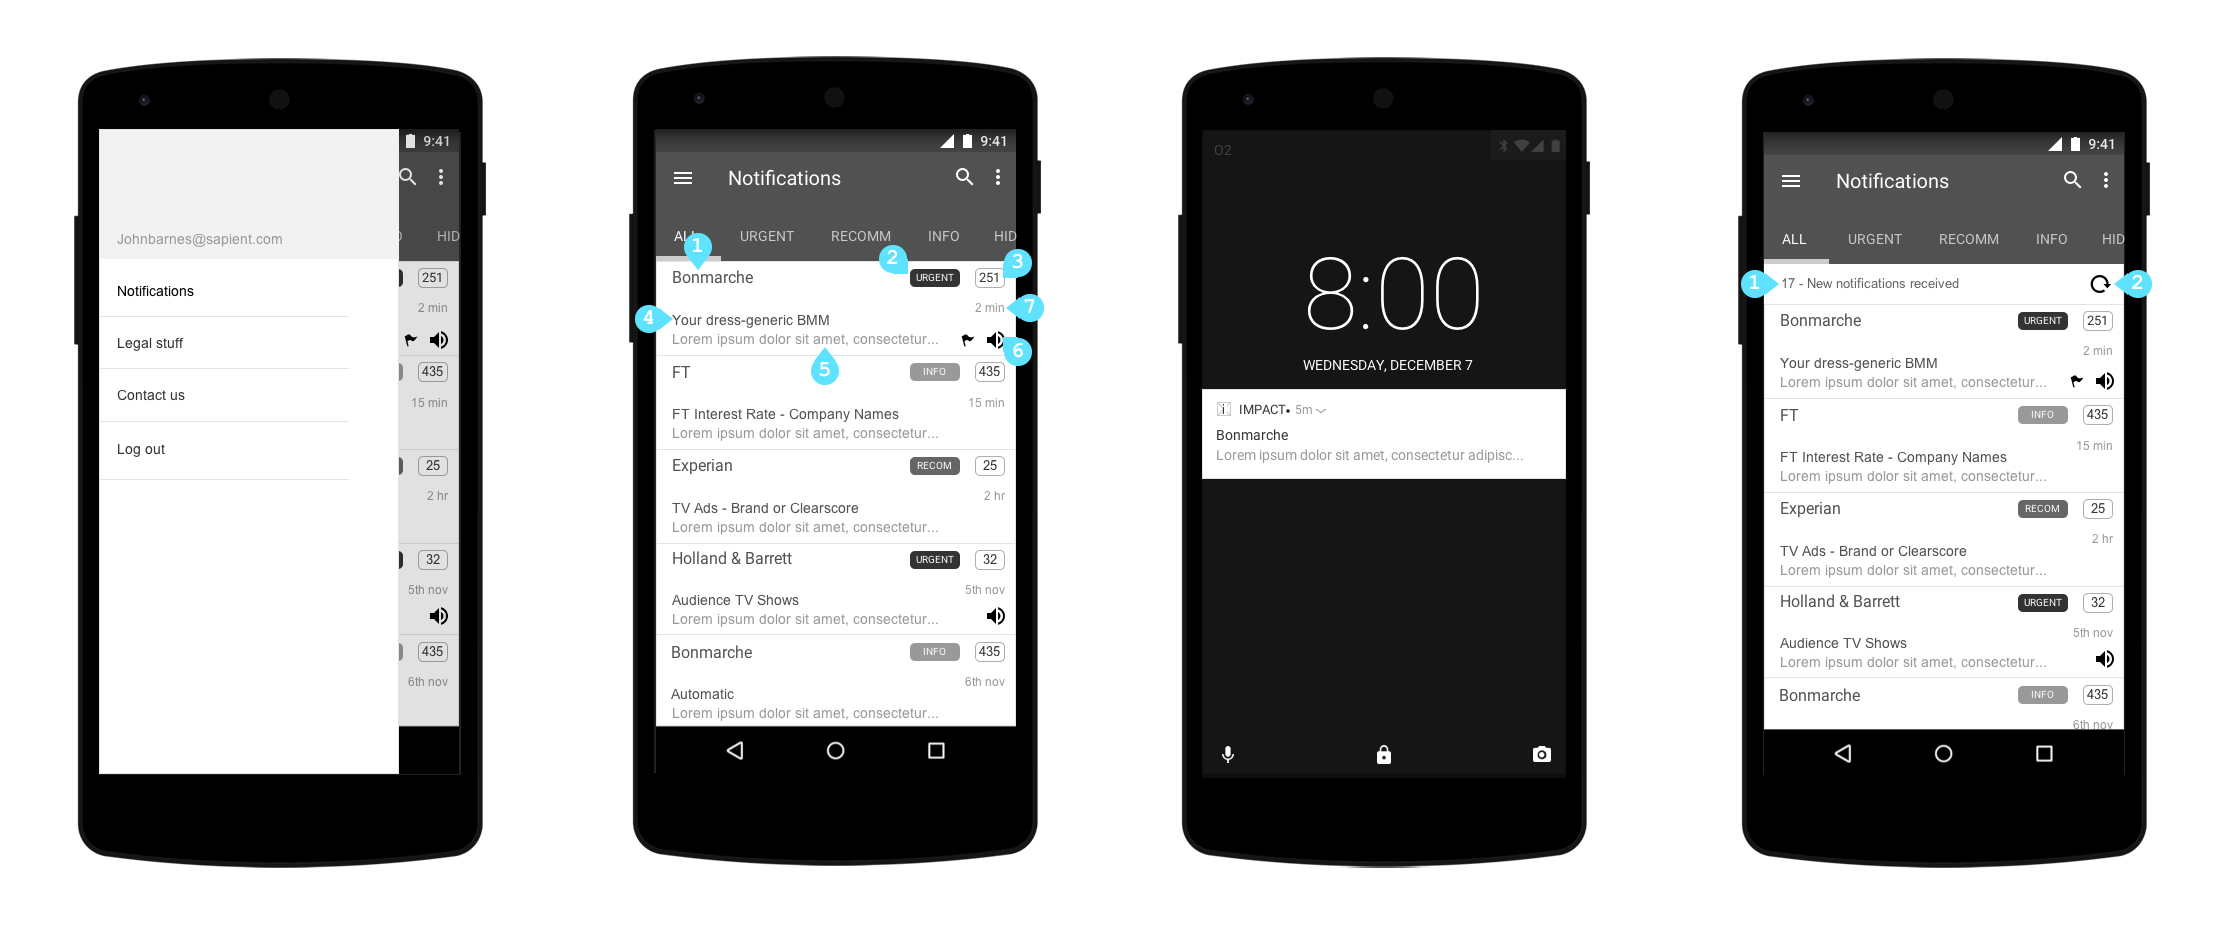 9:41
HID
Johnbarnes@sapient.com
Notifications
Legal stuff
Contact us
Log out
251
2 min
435
15 min
25
2 hr
32
5th nov
435
6th nov
9:41
Notifications
ALL URGENT RECOMM INFO HID
1
2
3
Bonmarche URGENT 251
2 min
7
4
Your dress-generic BMM
Lorem ipsum dolor sit amet, consectetur...
6
5
FT INFO 435
15 min
FT Interest Rate - Company Names
Lorem ipsum dolor sit amet, consectetur...
Experian RECOM 25
2 hr
TV Ads - Brand or Clearscore
Lorem ipsum dolor sit amet, consectetur...
Holland & Barrett URGENT 32
5th nov
Audience TV Shows
Lorem ipsum dolor sit amet, consectetur...
Bonmarche INFO 435
6th nov
Automatic
Lorem ipsum dolor sit amet, consectetur...
O2
8:00
WEDNESDAY, DECEMBER 7
IMPACT• 5m
Bonmarche
Lorem ipsum dolor sit amet, consectetur adipisc...
9:41
Notifications
ALL URGENT RECOMM INFO HID
1
17 - New notifications received
2
Bonmarche URGENT 251
2 min
Your dress-generic BMM
Lorem ipsum dolor sit amet, consectetur...
FT INFO 435
15 min
FT Interest Rate - Company Names
Lorem ipsum dolor sit amet, consectetur...
Experian RECOM 25
2 hr
TV Ads - Brand or Clearscore
Lorem ipsum dolor sit amet, consectetur...
Holland & Barrett URGENT 32
5th nov
Audience TV Shows
Lorem ipsum dolor sit amet, consectetur...
Bonmarche INFO 435
6th nov